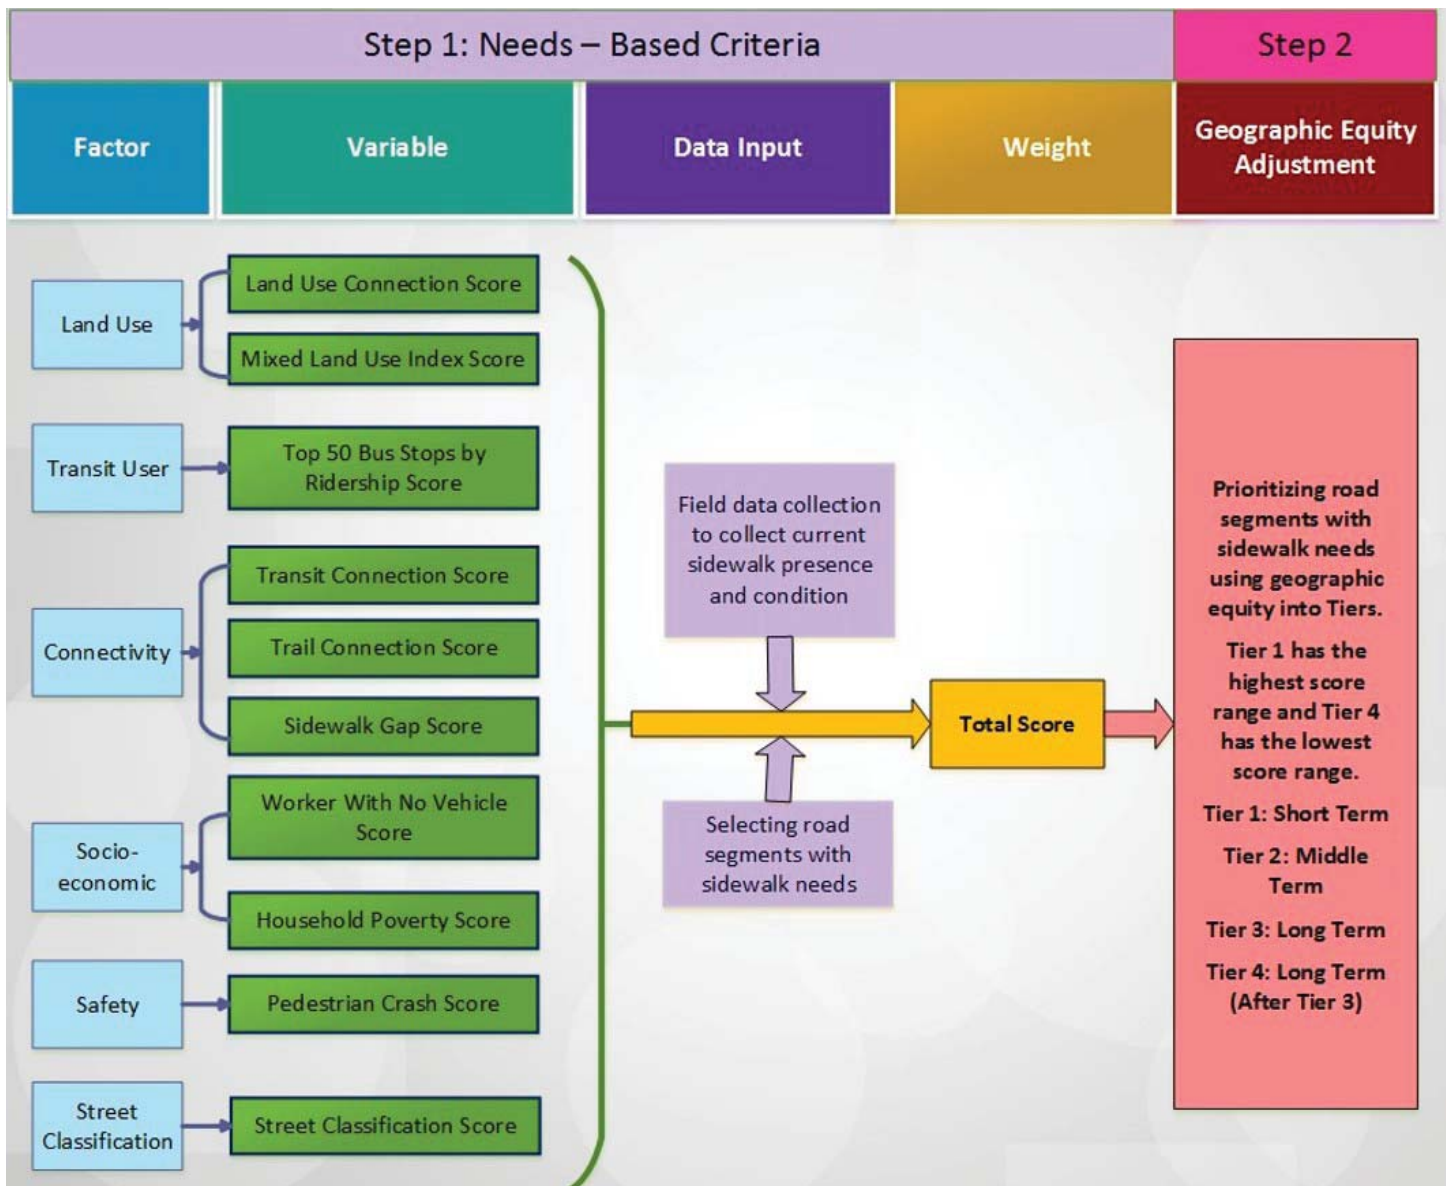 Step 1: Needs – Based Criteria
Step 2
Factor
Variable
Data Input
Weight
Geographic Equity
Adjustment
Land Use
Land Use Connection Score
Mixed Land Use Index Score
Transit User
Top 50 Bus Stops by
Ridership Score
Connectivity
Transit Connection Score
Trail Connection Score
Sidewalk Gap Score
Socio-
economic
Worker With No Vehicle
Score
Household Poverty Score
Safety
Pedestrian Crash Score
Street
Classification
Street Classification Score
Field data collection
to collect current
sidewalk presence
and condition
Selecting road
segments with
sidewalk needs
Total Score
Prioritizing road
segments with
sidewalk needs
using geographic
equity into Tiers.
Tier 1 has the
highest score
range and Tier 4
has the lowest
score range.
Tier 1: Short Term
Tier 2: Middle
Term
Tier 3: Long Term
Tier 4: Long Term
(After Tier 3)